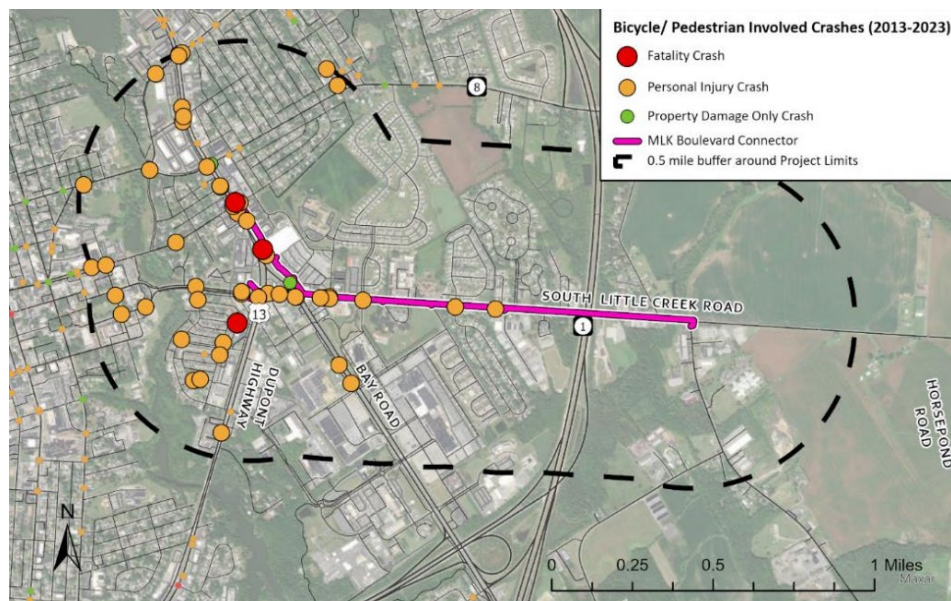 Bicycle/ Pedestrian Involved Crashes (2013-2023)
Fatality Crash
Personal Injury Crash
Property Damage Only Crash
MLK Boulevard Connector
0.5 mile buffer around Project Limits
8
SOUTH LITTLE CREEK ROAD
13
1
DUPONT
HIGHWAY
BAY ROAD
HORSEPOND
ROAD
N
0 0.25 0.5 1 Miles
Maxar